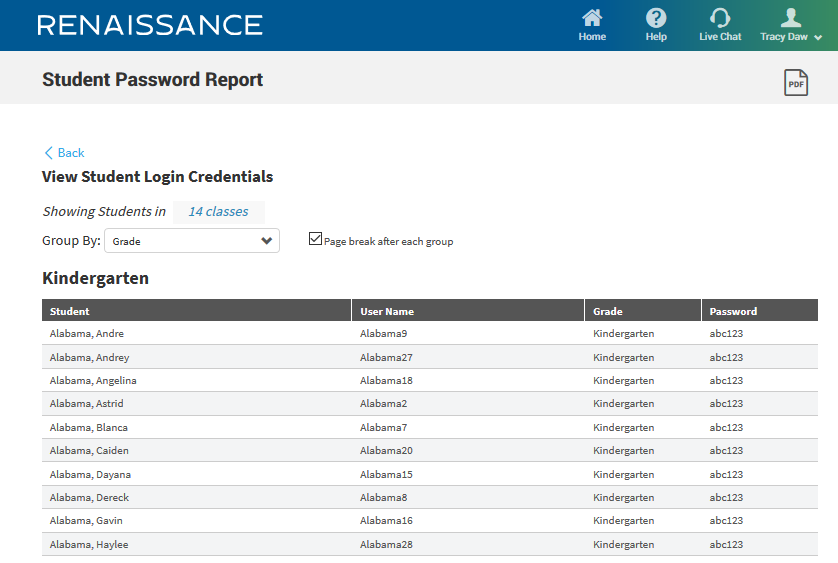 RENAISSANCE
Home Help Live Chat Tracy Daw
Student Password Report
PDF
Back
View Student Login Credentials
Showing Students in 14 classes
Group By: Grade Page break after each group
Kindergarten
Student User Name Grade Password
Alabama, Andre Alabama9 Kindergarten abc123
Alabama, Andrey Alabama27 Kindergarten abc123
Alabama, Angelina Alabama18 Kindergarten abc123
Alabama, Astrid Alabama2 Kindergarten abc123
Alabama, Blanca Alabama7 Kindergarten abc123
Alabama, Caiden Alabama20 Kindergarten abc123
Alabama, Dayana Alabama15 Kindergarten abc123
Alabama, Dereck Alabama8 Kindergarten abc123
Alabama, Gavin Alabama16 Kindergarten abc123
Alabama, Haylee Alabama28 Kindergarten abc123